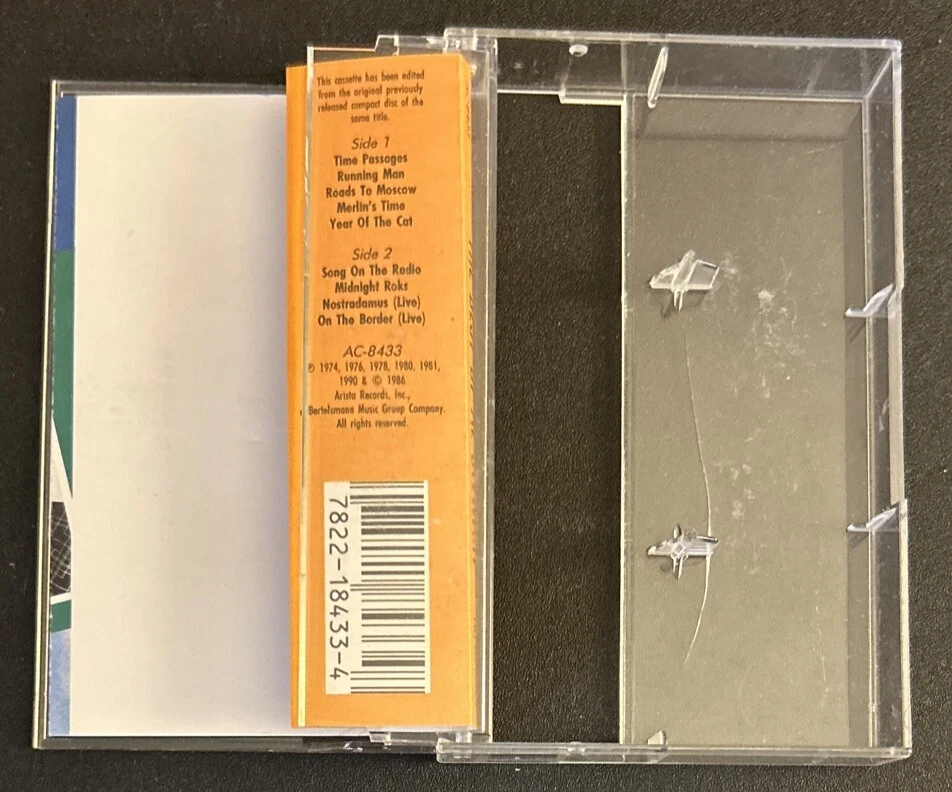 This cassette has been edited
from the original previously
released compact disc of the
same title.
Side 1
Time Passages
Running Man
Roads To Moscow
Merlin's Time
Year Of The Cat
Side 2
Song On The Radio
Midnight Roks
Nostradamus (Live)
On The Border (Live)
AC-8433
℗ 1974, 1976, 1978, 1980, 1981,
1990 & © 1986
Arista Records, Inc.,
Bertelsmann Music Group Company.
All rights reserved.
7822-18433-4